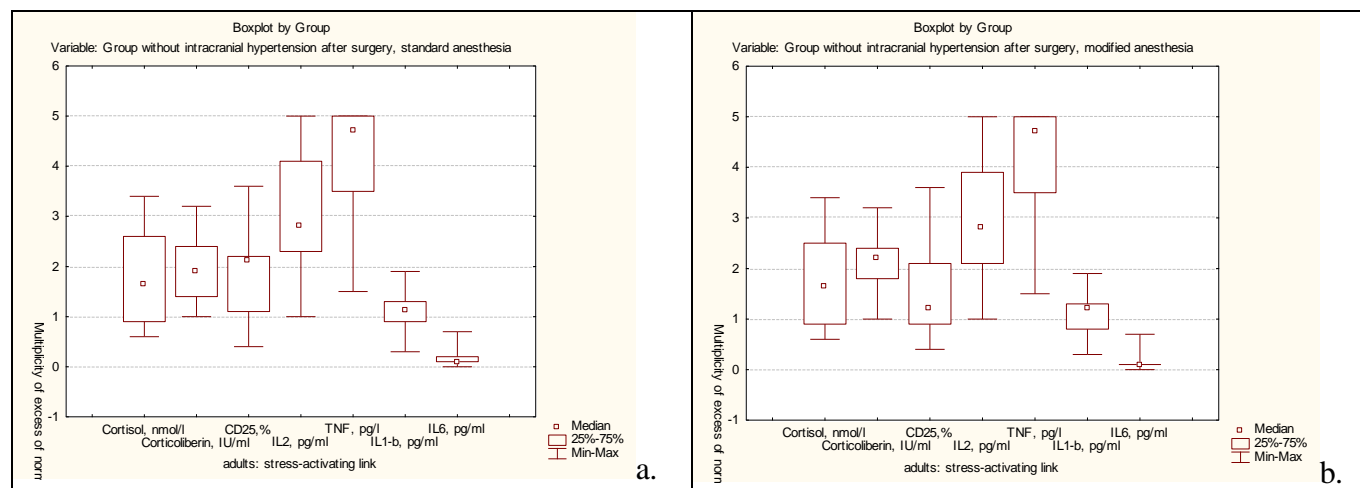 Boxplot by Group
Variable: Group without intracranial hypertension after surgery, standard anesthesia
6
5
4
3
2
1
0
-1
Multiplicity of excess of norm
Cortisol, nmol/l
CD25,%
TNF, pg/l
IL6, pg/ml
Corticoliberin, IU/ml
IL2, pg/ml
IL1-b, pg/ml
adults: stress-activating link
Median
25%-75%
Min-Max
a.
Boxplot by Group
Variable: Group without intracranial hypertension after surgery, modified anesthesia
6
5
4
3
2
1
0
-1
Multiplicity of excess of norm
Cortisol, nmol/l
CD25,%
TNF, pg/l
IL6, pg/ml
Corticoliberin, IU/ml
IL2, pg/ml
IL1-b, pg/ml
adults: stress-activating link
Median
25%-75%
Min-Max
b.